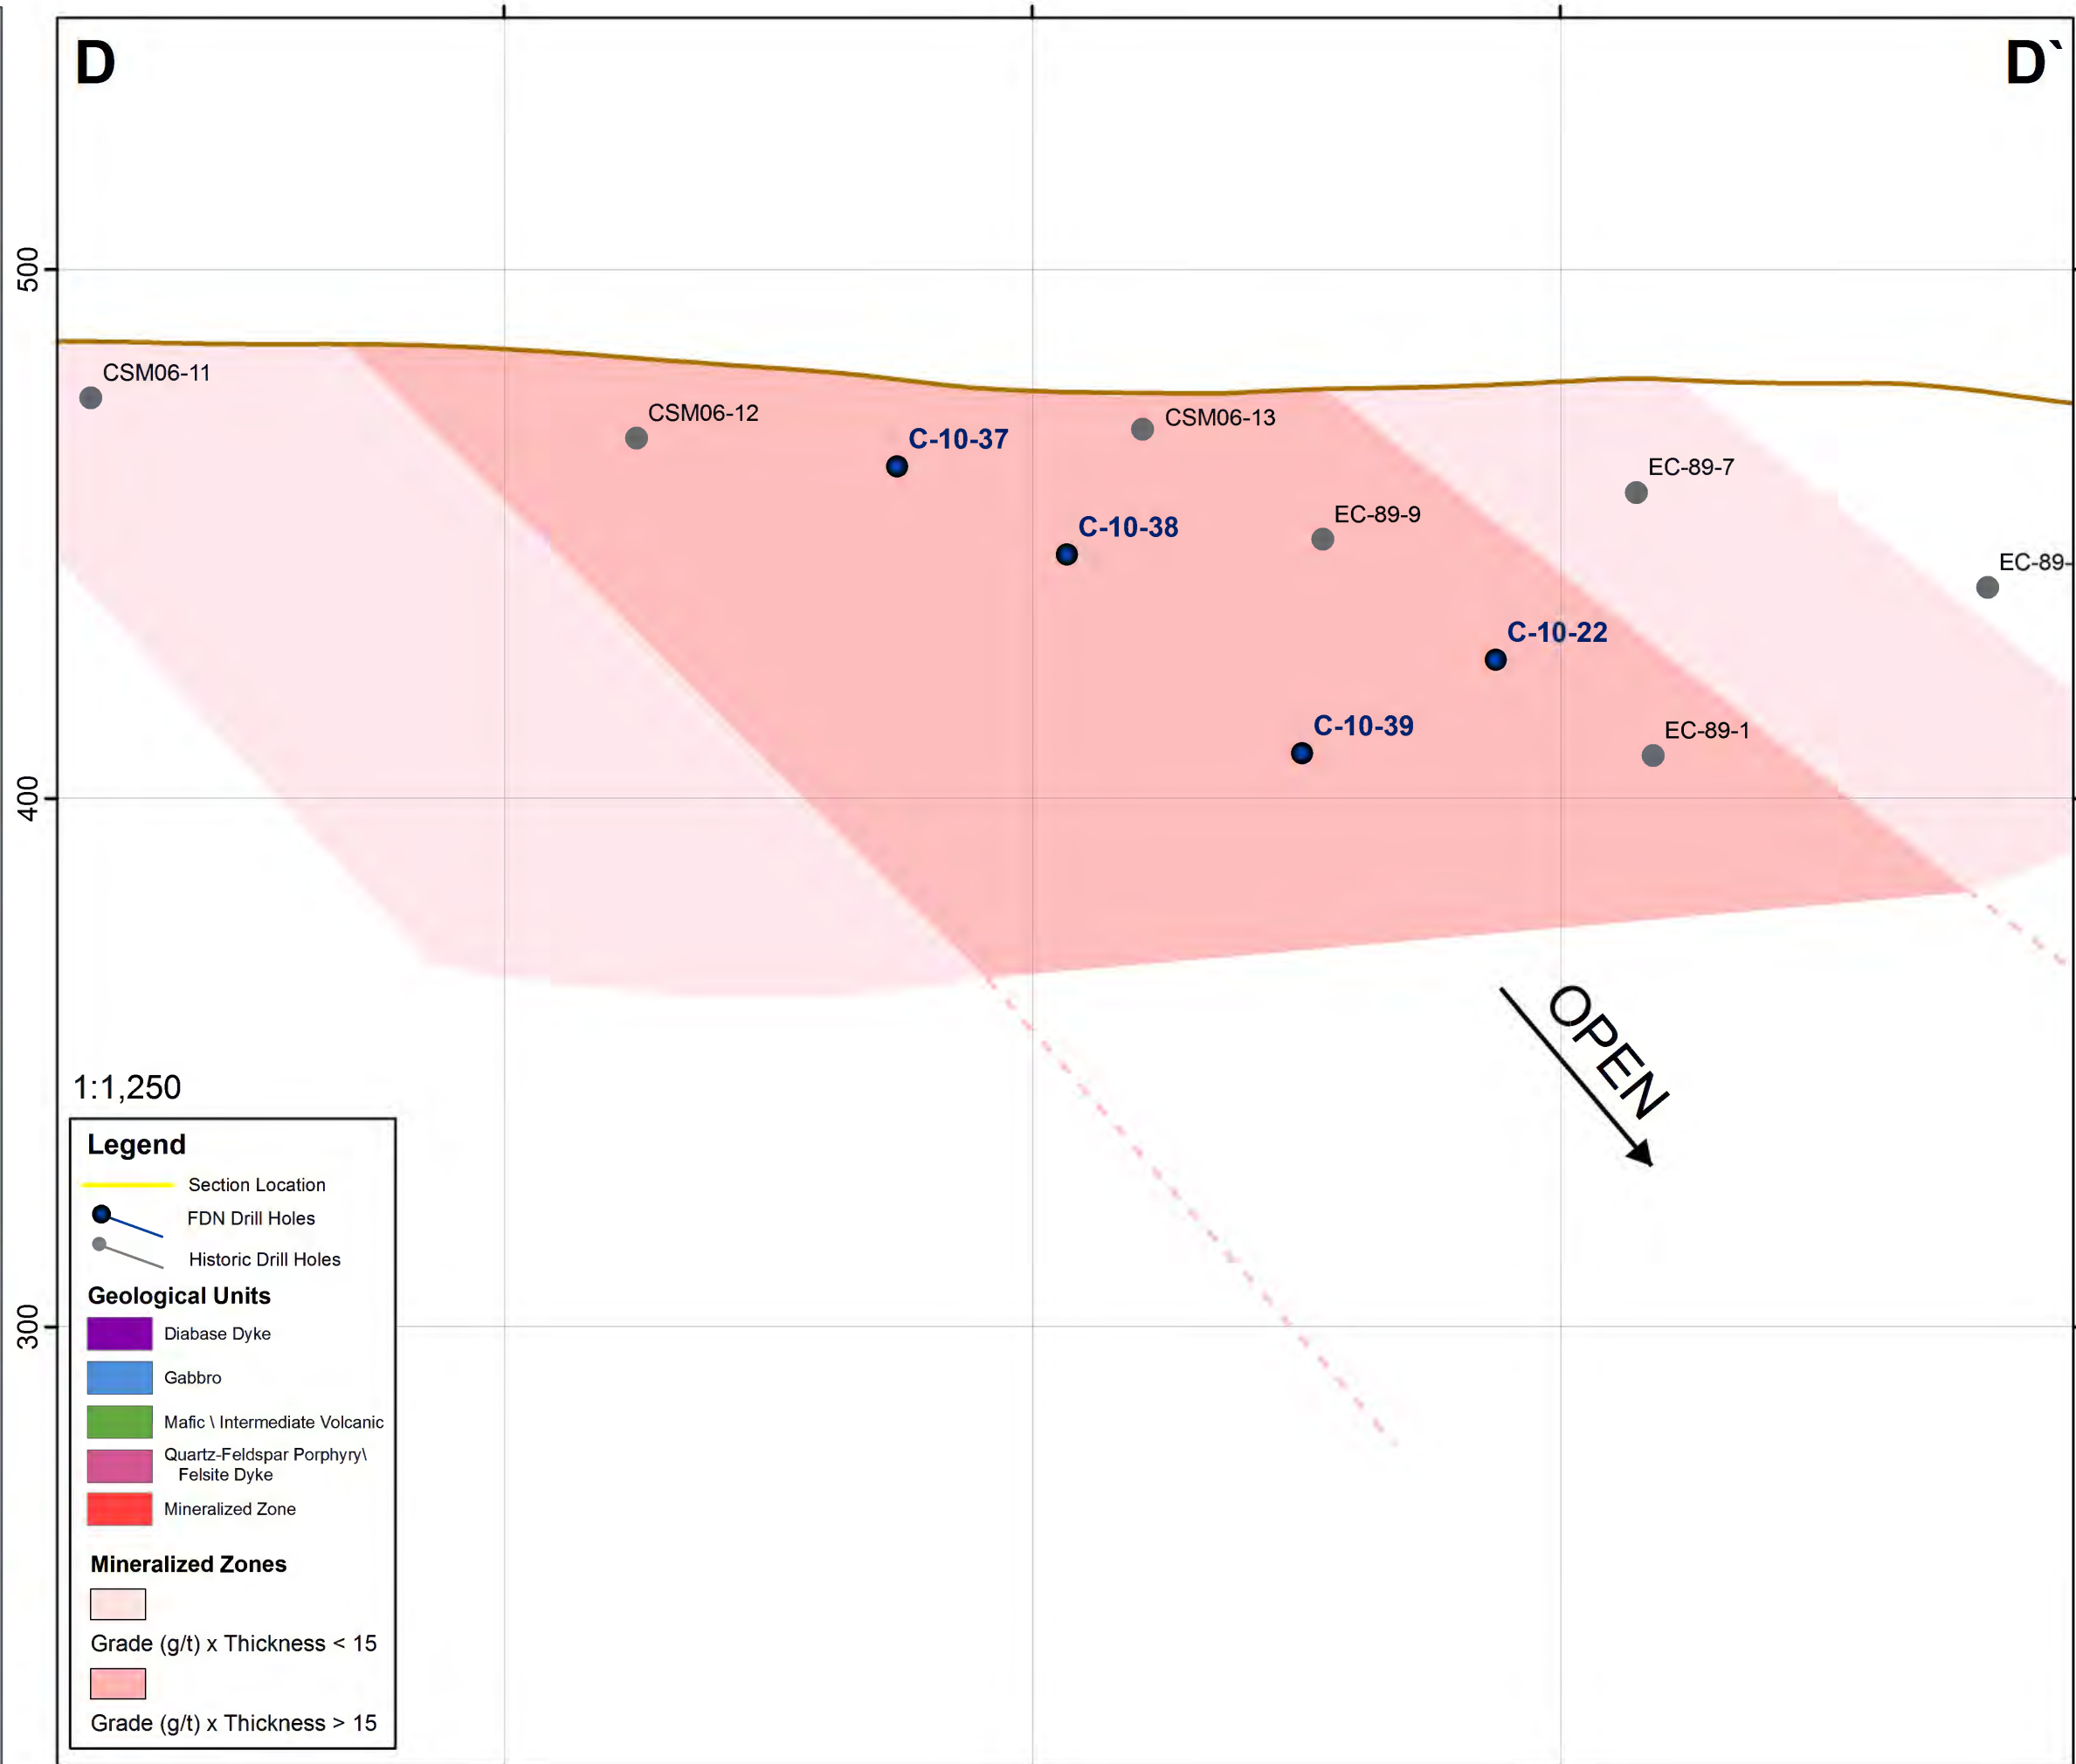 D
D`
500
CSM06-11
CSM06-12
C-10-37
CSM06-13
EC-89-7
EC-89-9
C-10-38
EC-89-
C-10-22
C-10-39
EC-89-1
400
OPEN
300
1:1,250
Legend
Section Location
FDN Drill Holes
Historic Drill Holes
Geological Units
Diabase Dyke
Gabbro
Mafic \ Intermediate Volcanic
Quartz-Feldspar Porphyry\
Felsite Dyke
Mineralized Zone
Mineralized Zones
Grade (g/t) x Thickness < 15
Grade (g/t) x Thickness > 15